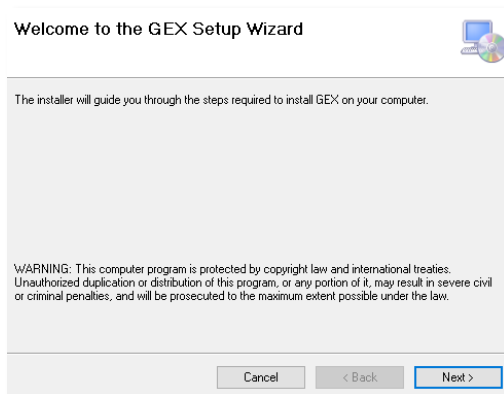 Welcome to the GEX Setup Wizard
The installer will guide you through the steps required to install GEX on your computer.
WARNING: This computer program is protected by copyright law and international treaties.
Unauthorized duplication or distribution of this program, or any portion of it, may result in severe civil
or criminal penalties, and will be prosecuted to the maximum extent possible under the law.
Cancel < Back Next >